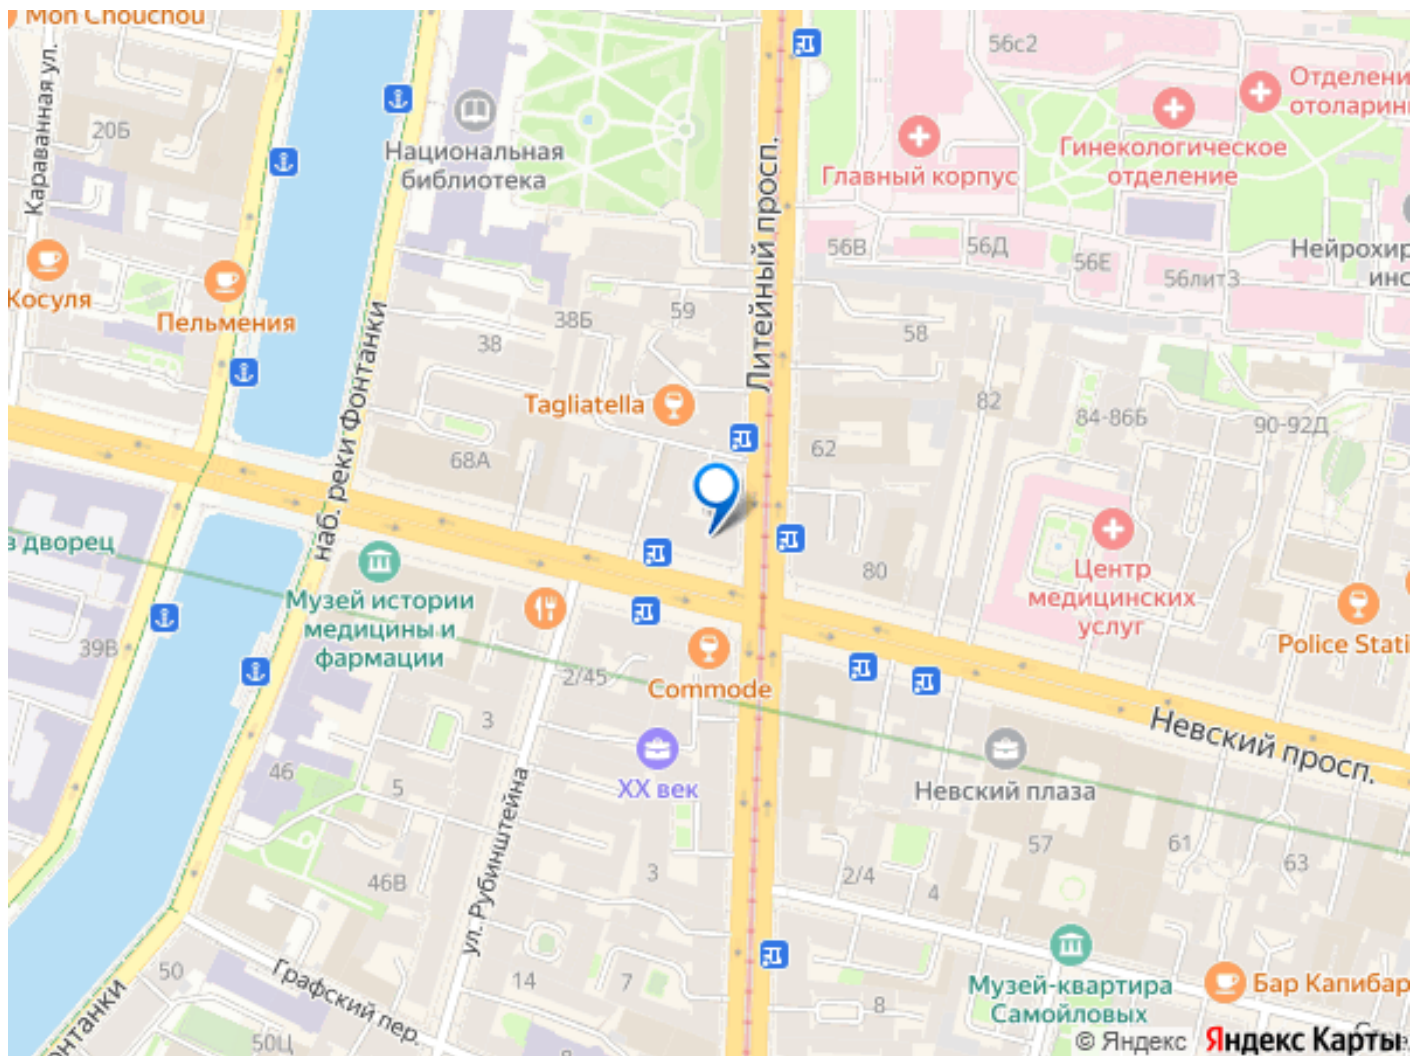 Mon Chouchou
Караванная ул.
20Б
Национальная
библиотека
56с2
Отделени
отоларин
Гинекологическое
отделение
Главный корпус
Литейный просп.
56В
56Д
56Е
56лит3
Нейрохир
инс
Косуля
Пельмения
59
38Б
38
58
наб. реки Фонтанки
Tagliatella
82
84-86Б
90-92Д
68А
62
в дворец
Музей истории
медицины и
фармации
80
Центр
медицинских
услуг
Police Stati
39В
2/45
Commode
3
Невский просп.
46
5
XX век
Невский плаза
ул. Рубинштейна
57
61
63
46В
3
2/4
4
50
Графский пер.
14
7
8
Музей-квартира
Самойловых
Бар Капибар
онтанки
50Ц
8
© Яндекс
Яндекс Карты